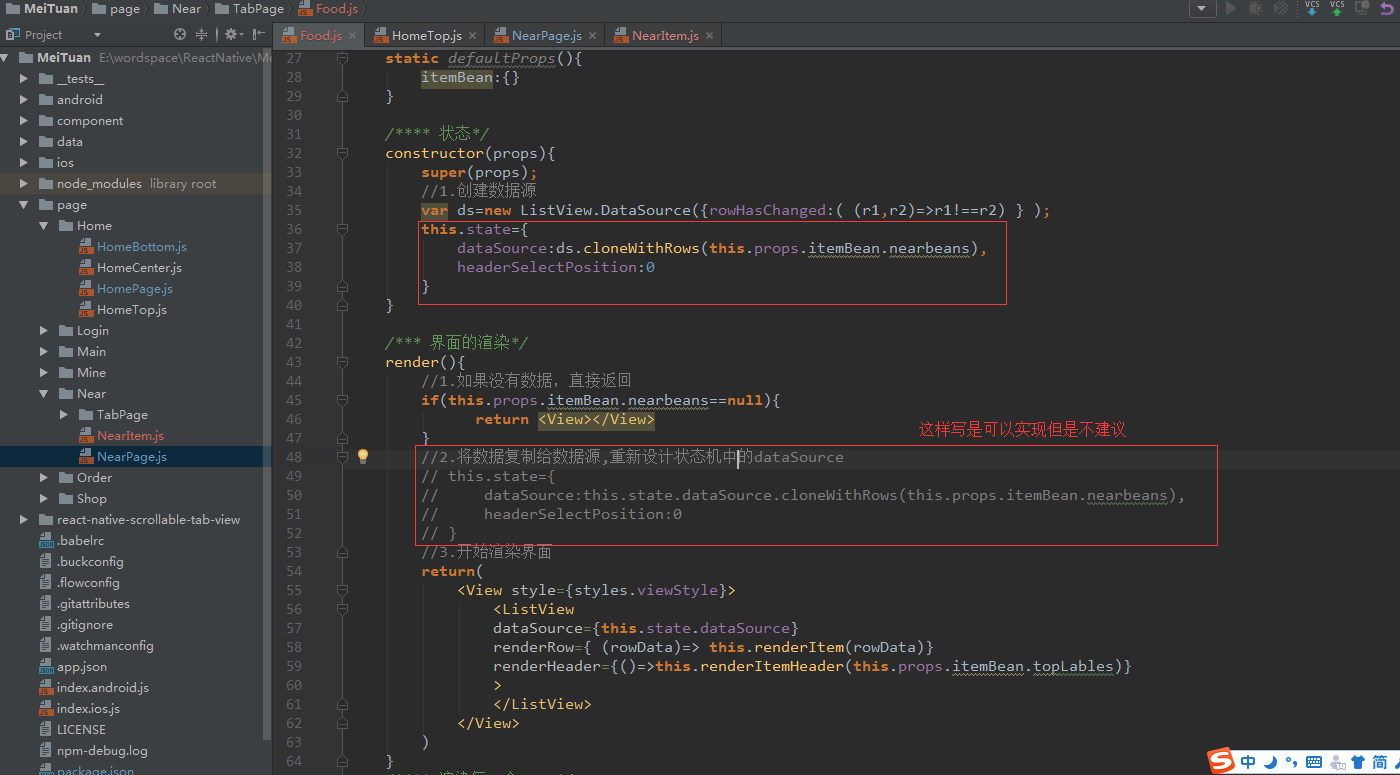 MeiTuan page Near TabPage Food.js
Project
Food.js HomeTop.js NearPage.js NearItem.js
VCS VCS
MeiTuan E:\wordspace\ReactNative\Me
__tests__
android
component
data
ios
node_modules library root
page
Home
HomeBottom.js
HomeCenter.js
HomePage.js
HomeTop.js
Login
Main
Mine
Near
TabPage
NearItem.js
NearPage.js
Order
Shop
react-native-scrollable-tab-view
.babelrc
.buckconfig
.flowconfig
.gitattributes
.gitignore
.watchmanconfig
app.json
index.android.js
index.ios.js
LICENSE
npm-debug.log
package.json
27 static defaultProps(){
28 itemBean:{}
29 }
30
31 /**** 状态*/
32 constructor(props){
33 super(props);
34 //1.创建数据源
35 var ds=new ListView.DataSource({rowHasChanged:( (r1,r2)=>r1!==r2) } );
36 this.state={
37 dataSource:ds.cloneWithRows(this.props.itemBean.nearbeans),
38 headerSelectPosition:0
39 }
40 }
41
42 /*** 界面的渲染*/
43 render(){
44 //1.如果没有数据，直接返回
45 if(this.props.itemBean.nearbeans==null){
46 return <View></View>
47 }
这样写是可以实现但是不建议
48 //2.将数据复制给数据源,重新设计状态机中的dataSource
49 // this.state={
50 // dataSource:this.state.dataSource.cloneWithRows(this.props.itemBean.nearbeans),
51 // headerSelectPosition:0
52 // }
53 //3.开始渲染界面
54 return(
55 <View style={styles.viewStyle}>
56 <ListView
57 dataSource={this.state.dataSource}
58 renderRow={ (rowData)=> this.renderItem(rowData)}
59 renderHeader={()=>this.renderItemHeader(this.props.itemBean.topLables)}
60 >
61 </ListView>
62 </View>
63 )
64 }
中 简